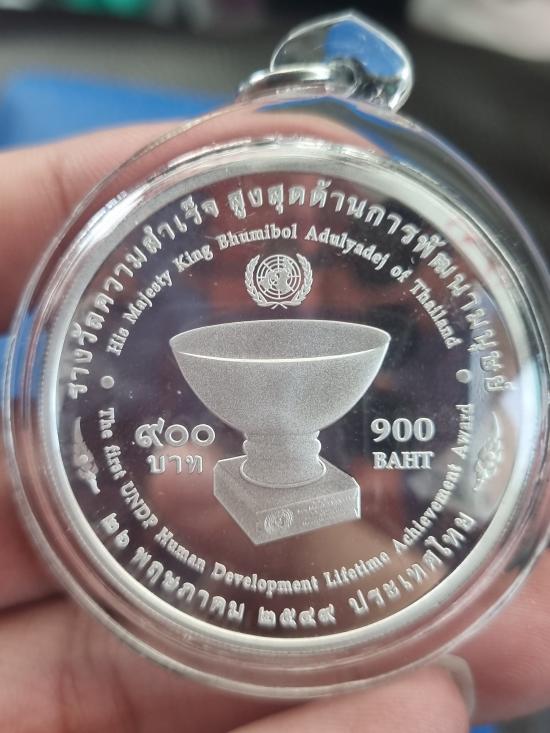 รางวัลความสำเร็จ สูงสุดด้านการพัฒนามนุษย์
His Majesty King Bhumibol Adulyadej of Thailand
๙๐๐
บาท
900
BAHT
The first UNDP Human Development Lifetime Achievement Award
๒๖ พฤษภาคม ๒๕๔๙ ประเทศไทย